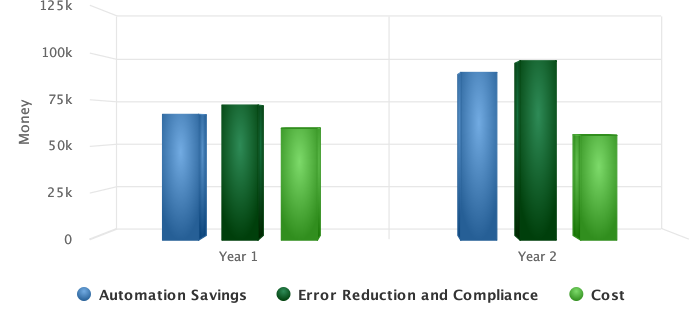 125k
100k
75k
50k
25k
0
Money
Year 1 Year 2
Automation Savings Error Reduction and Compliance Cost